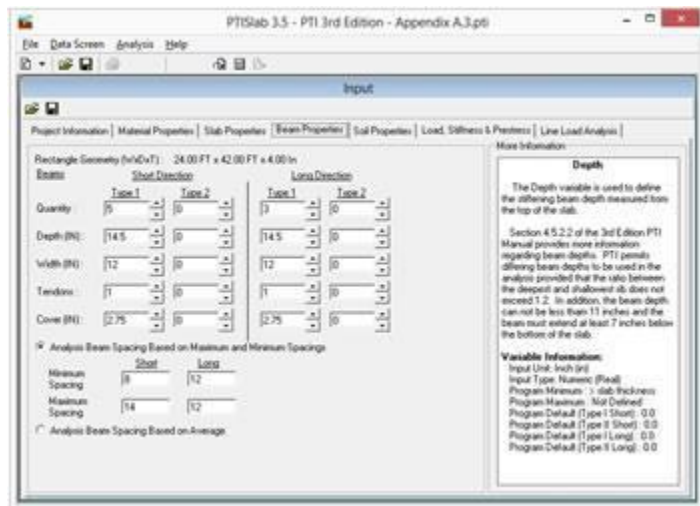 PTISlab 3.5 - PTI 3rd Edition - Appendix A.3.pti
File Data Screen Analysis Help
Input
Project Information | Material Properties | Slab Properties | Beam Properties | Soil Properties | Load, Stiffness & Prestress | Line Load Analysis
Rectangle Geometry (WxDxT): 24.00 FT x 42.00 FT x 4.00 In
Beams Short Direction Long Direction
Type 1 Type 2 Type 1 Type 2
Quantity : 5 0 3 0
Depth (IN) : 14.5 0 14.5 0
Width (IN) : 12 0 12 0
Tendons : 1 0 1 0
Cover (IN) : 2.75 0 2.75 0
Analysis Beam Spacing Based on Maximum and Minimum Spacings
Short Long
Minimum Spacing 8 12
Maximum Spacing 14 12
Analysis Beam Spacing Based on Average
More Information
Depth
The Depth variable is used to define
the stiffening beam depth measured from
the top of the slab.
Section 4.5.2.2 of the 3rd Edition PTI
Manual provides more information
regarding beam depths. PTI permits
differing beam depths to be used in the
analysis provided that the ratio between
the deepest and shallowest rib does not
exceed 1.2. In addition, the beam depth
can not be less than 11 inches and the
beam must extend at least 7 inches below
the bottom of the slab.
Variable Information:
Input Unit: Inch (in)
Input Type: Numeric (Real)
Program Minimum : > slab thickness
Program Maximum : Not Defined
Program Default (Type I Short) : 0.0
Program Default (Type II Short) : 0.0
Program Default (Type I Long) : 0.0
Program Default (Type II Long) : 0.0